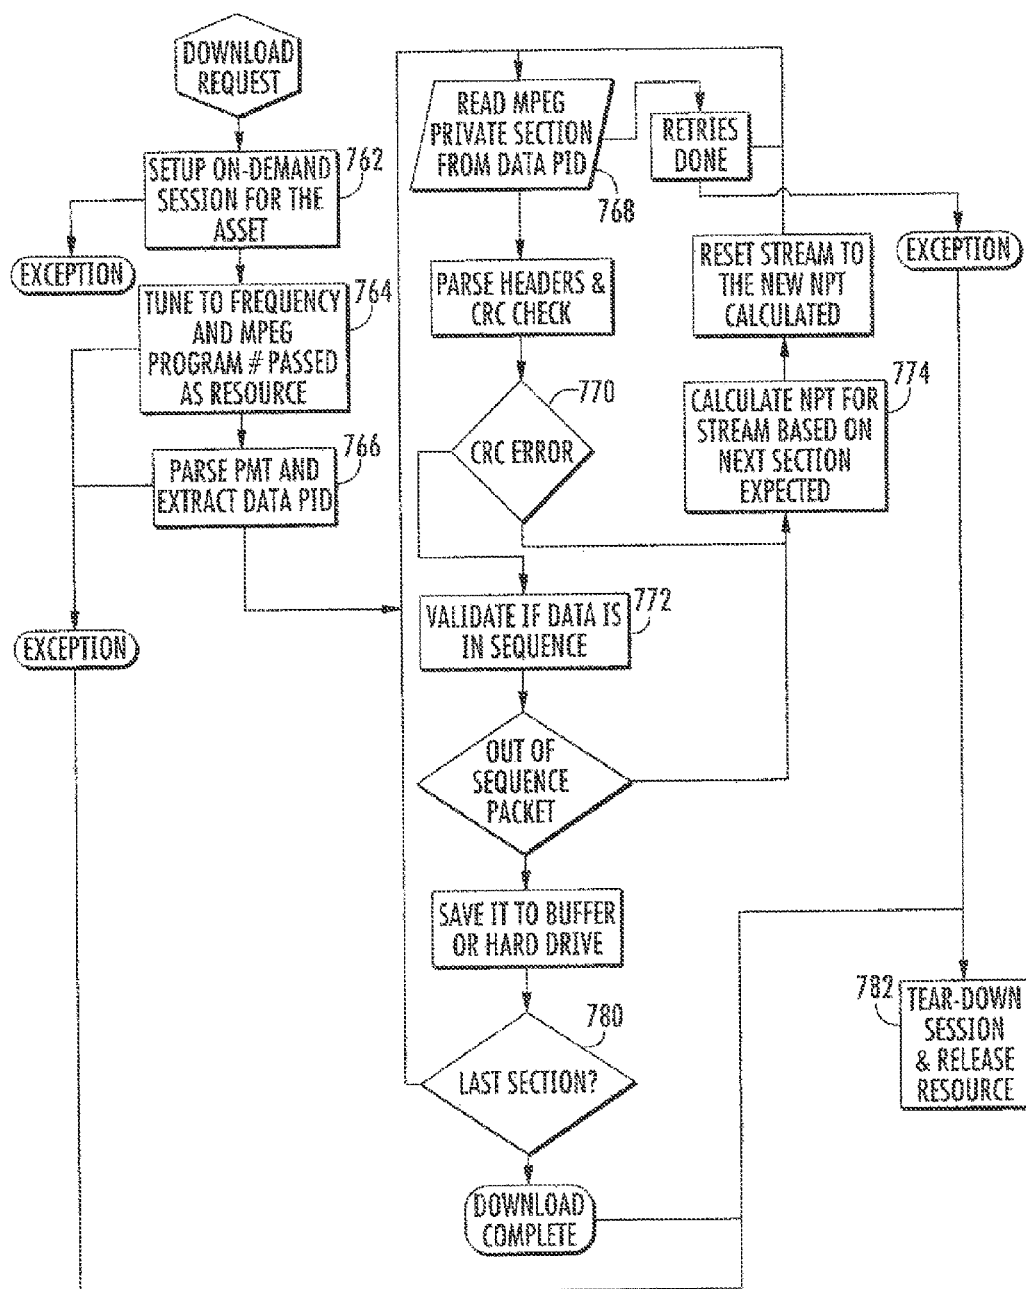 DOWNLOAD
REQUEST
SETUP ON-DEMAND
SESSION FOR THE
ASSET
762
EXCEPTION
TUNE TO FREQUENCY
AND MPEG
PROGRAM # PASSED
AS RESOURCE
764
PARSE PMT AND
EXTRACT DATA PID
766
EXCEPTION
READ MPEG
PRIVATE SECTION
FROM DATA PID
768
RETRIES
DONE
EXCEPTION
PARSE HEADERS &
CRC CHECK
RESET STREAM TO
THE NEW NPT
CALCULATED
CRC ERROR
770
CALCULATE NPT FOR
STREAM BASED ON
NEXT SECTION
EXPECTED
774
VALIDATE IF DATA IS
IN SEQUENCE
772
OUT OF
SEQUENCE
PACKET
SAVE IT TO BUFFER
OR HARD DRIVE
LAST SECTION?
780
DOWNLOAD
COMPLETE
782
TEAR-DOWN
SESSION
& RELEASE
RESOURCE